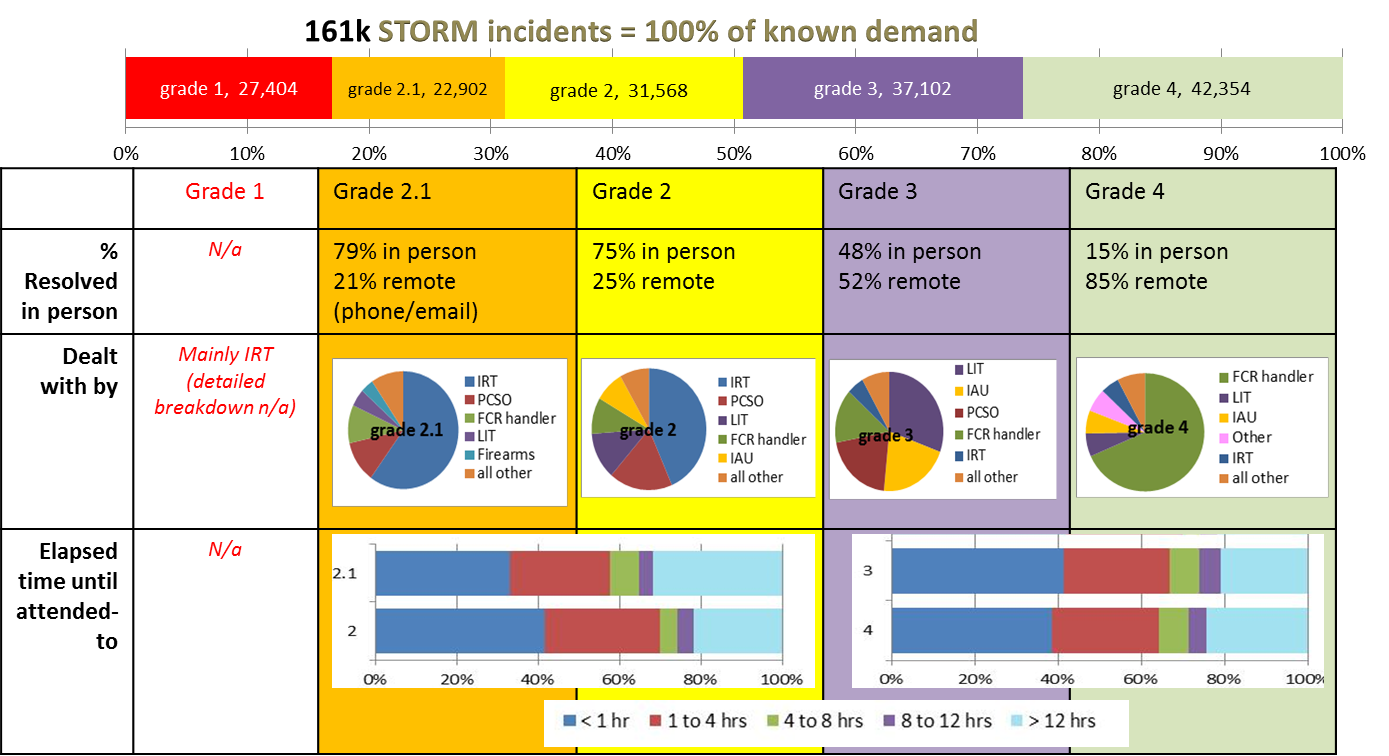 161k STORM incidents = 100% of known demand
grade 1, 27,404
grade 2.1, 22,902
grade 2, 31,568
grade 3, 37,102
grade 4, 42,354
0% 10% 20% 30% 40% 50% 60% 70% 80% 90% 100%
Grade 1
Grade 2.1
Grade 2
Grade 3
Grade 4
%
Resolved
in person
N/a
79% in person
21% remote
(phone/email)
75% in person
25% remote
48% in person
52% remote
15% in person
85% remote
Dealt
with by
Mainly IRT
(detailed
breakdown n/a)
grade 2.1
IRT
PCSO
FCR handler
LIT
Firearms
all other
grade 2
IRT
PCSO
LIT
FCR handler
IAU
all other
grade 3
LIT
IAU
PCSO
FCR handler
IRT
all other
grade 4
FCR handler
LIT
IAU
Other
IRT
all other
Elapsed
time until
attended-
to
N/a
2.1
2
0% 20% 40% 60% 80% 100%
3
4
0% 20% 40% 60% 80% 100%
< 1 hr 1 to 4 hrs 4 to 8 hrs 8 to 12 hrs > 12 hrs